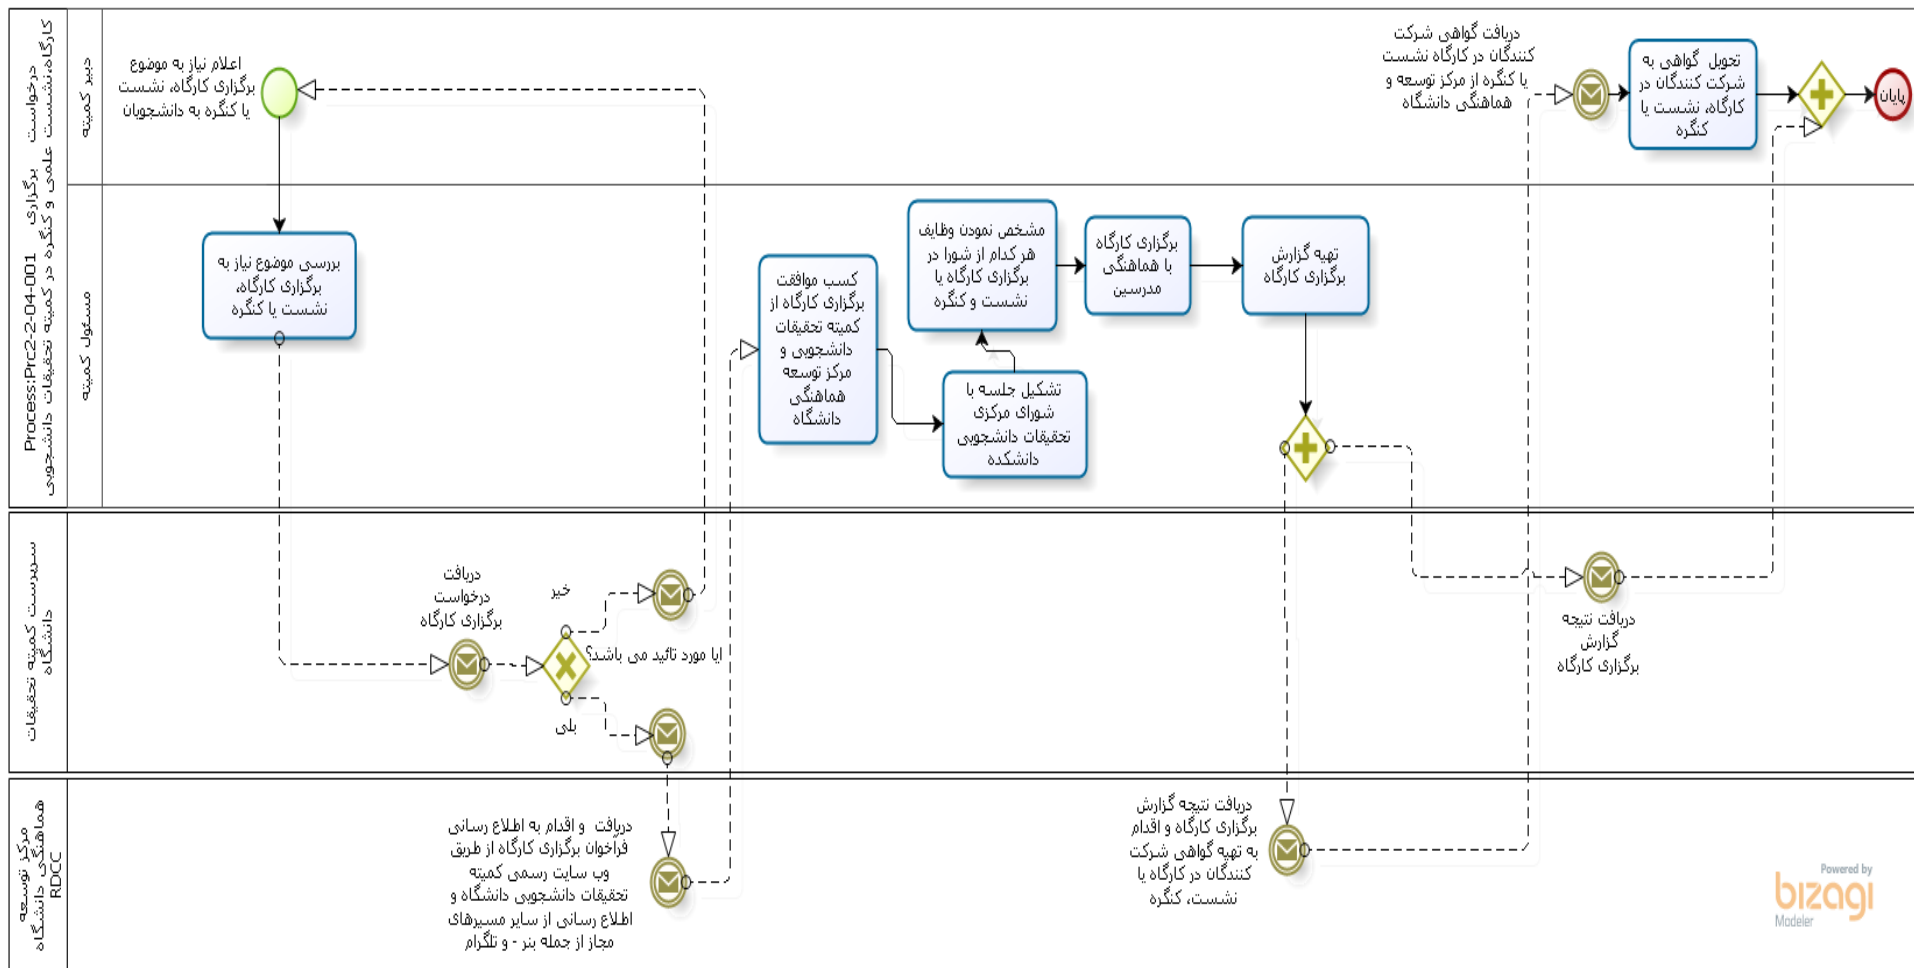 Process:Prc2-2-04-001 درخواست برگزاری
کارگاه،نشست علمی و کنگره در کمیته تحقیقات دانشجویی
دبیر کمیته
اعلام نیاز به موضوع
برگزاری کارگاه، نشست
یا کنگره به دانشجویان
دریافت گواهی شرکت
کنندگان در کارگاه نشست
یا کنگره از مرکز توسعه و
هماهنگی دانشگاه
تحویل گواهی به
شرکت کنندگان در
کارگاه، نشست یا
کنگره
پایان
مسئول کمیته
بررسی موضوع نیاز به
برگزاری کارگاه،
نشست یا کنگره
کسب موافقت
برگزاری کارگاه از
کمیته تحقیقات
دانشجویی و
مرکز توسعه
هماهنگی
دانشگاه
تشکیل جلسه با
شورای مرکزی
تحقیقات دانشجویی
دانشکده
مشخص نمودن وظایف
هر کدام از شورا در
برگزاری کارگاه یا
نشست و کنگره
برگزاری کارگاه
با هماهنگی
مدرسین
تهیه گزارش
برگزاری کارگاه
سرپرست کمیته تحقیقات
دانشگاه
دریافت
درخواست
برگزاری کارگاه
خیر
ایا مورد تائید می باشد؟
بلی
دریافت نتیجه
گزارش
برگزاری کارگاه
مرکز توسعه
هماهنگی دانشگاه
RDCC
دریافت و اقدام به اطلاع رسانی
فرآخوان برگزاری کارگاه از طریق
وب سایت رسمی کمیته
تحقیقات دانشجویی دانشگاه و
اطلاع رسانی از سایر مسیرهای
مجاز از جمله بنر - و تلگرام
دریافت نتیجه گزارش
برگزاری کارگاه و اقدام
به تهیه گواهی شرکت
کنندگان در کارگاه یا
نشست، کنگره
Powered by
bizagi
Modeler